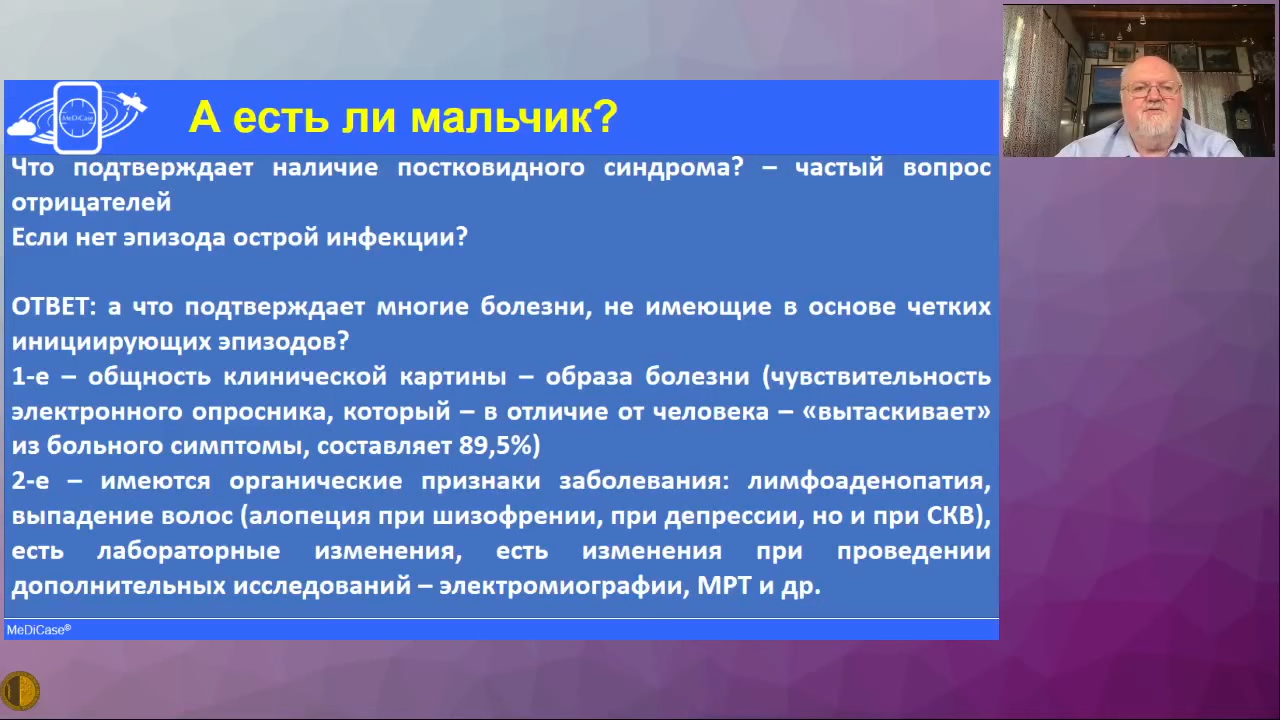 А есть ли мальчик?
MeDiCase
Что подтверждает наличие постковидного синдрома? – частый вопрос
отрицателей
Если нет эпизода острой инфекции?
ОТВЕТ: а что подтверждает многие болезни, не имеющие в основе четких
инициирующих эпизодов?
1-е – общность клинической картины – образа болезни (чувствительность
электронного опросника, который – в отличие от человека – «вытаскивает»
из больного симптомы, составляет 89,5%)
2-е – имеются органические признаки заболевания: лимфоаденопатия,
выпадение волос (алопеция при шизофрении, при депрессии, но и при СКВ),
есть лабораторные изменения, есть изменения при проведении
дополнительных исследований – электромиографии, МРТ и др.
MeDiCase®